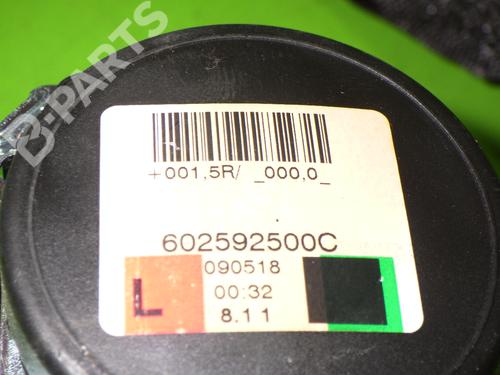 B-PARTS
+001,5R/ _000,0_
602592500C
090518
L
00:32
8.11